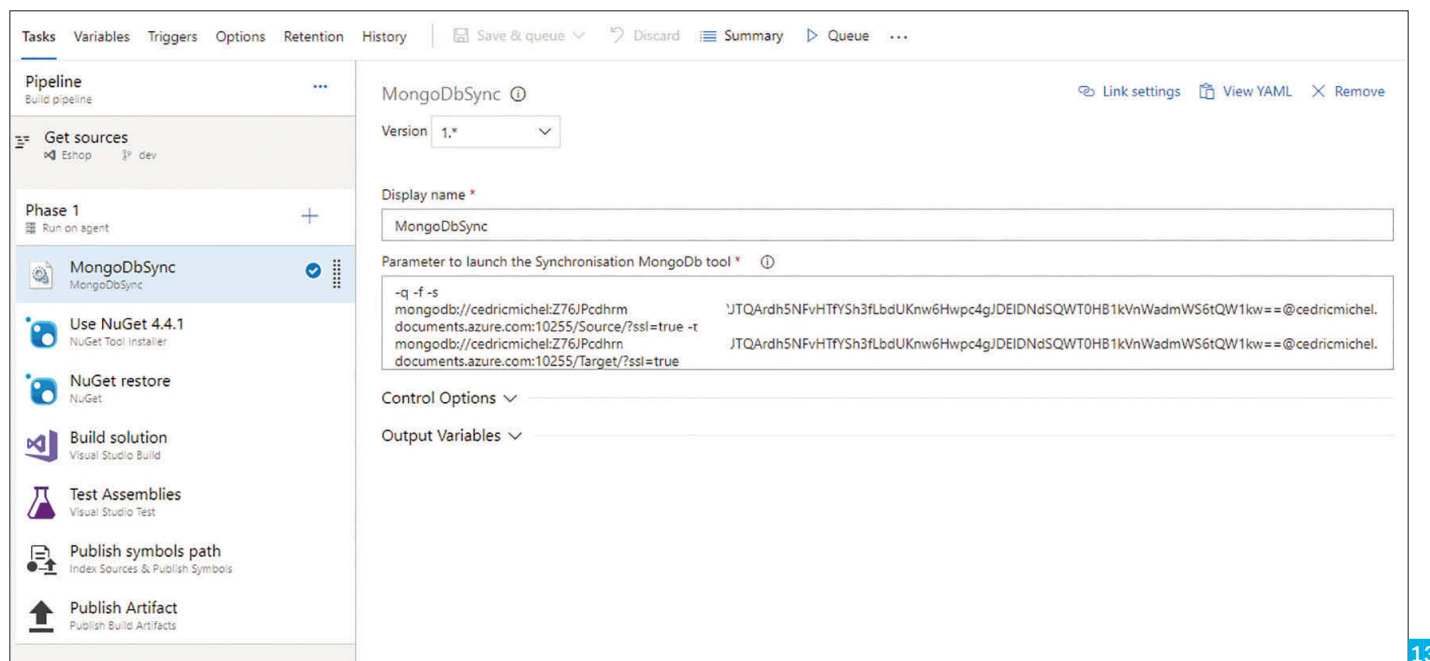 Tasks Variables Triggers Options Retention History Save & queue Discard Summary Queue ...
Pipeline ...
Build pipeline
Get sources
Eshop dev
Phase 1 +
Run on agent
MongoDbSync
MongoDbSync
Use NuGet 4.4.1
NuGet Tool Installer
NuGet restore
NuGet
Build solution
Visual Studio Build
Test Assemblies
Visual Studio Test
Publish symbols path
Index Sources & Publish Symbols
Publish Artifact
Publish Build Artifacts
MongoDbSync
Link settings View YAML Remove
Version 1.*
Display name *
MongoDbSync
Parameter to launch the Synchronisation MongoDb tool *
-q -f -s
mongodb://cedricmichel:Z76JPcdhrm JTQArdh5NFvHTfYSh3fLbdUKnw6Hwpc4gJDEIDNdSQWT0HB1kVnWadmWS6tQW1kw==@cedricmichel.
documents.azure.com:10255/Source/?ssl=true -t
mongodb://cedricmichel:Z76JPcdhrn JTQArdh5NFvHTfYSh3fLbdUKnw6Hwpc4gJDEIDNdSQWT0HB1kVnWadmWS6tQW1kw==@cedricmichel.
documents.azure.com:10255/Target/?ssl=true
Control Options
Output Variables